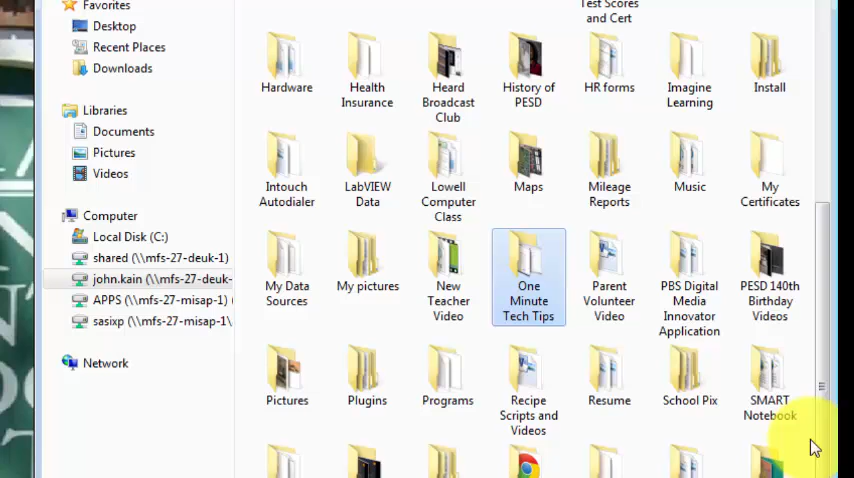 Favorites
Desktop
Recent Places
Downloads
Libraries
Documents
Pictures
Videos
Computer
Local Disk (C:)
shared (\\mfs-27-deuk-1)
john.kain (\\mfs-27-deuk-
APPS (\\mfs-27-misap-1) (
sasixp (\\mfs-27-misap-1\
Network
Test Scores
and Cert
Hardware
Health
Insurance
Heard
Broadcast
Club
History of
PESD
HR forms
Imagine
Learning
Install
Intouch
Autodialer
LabVIEW
Data
Lowell
Computer
Class
Maps
Mileage
Reports
Music
My
Certificates
My Data
Sources
My pictures
New
Teacher
Video
One
Minute
Tech Tips
Parent
Volunteer
Video
PBS Digital
Media
Innovator
Application
PESD 140th
Birthday
Videos
Pictures
Plugins
Programs
Recipe
Scripts and
Videos
Resume
School Pix
SMART
Notebook